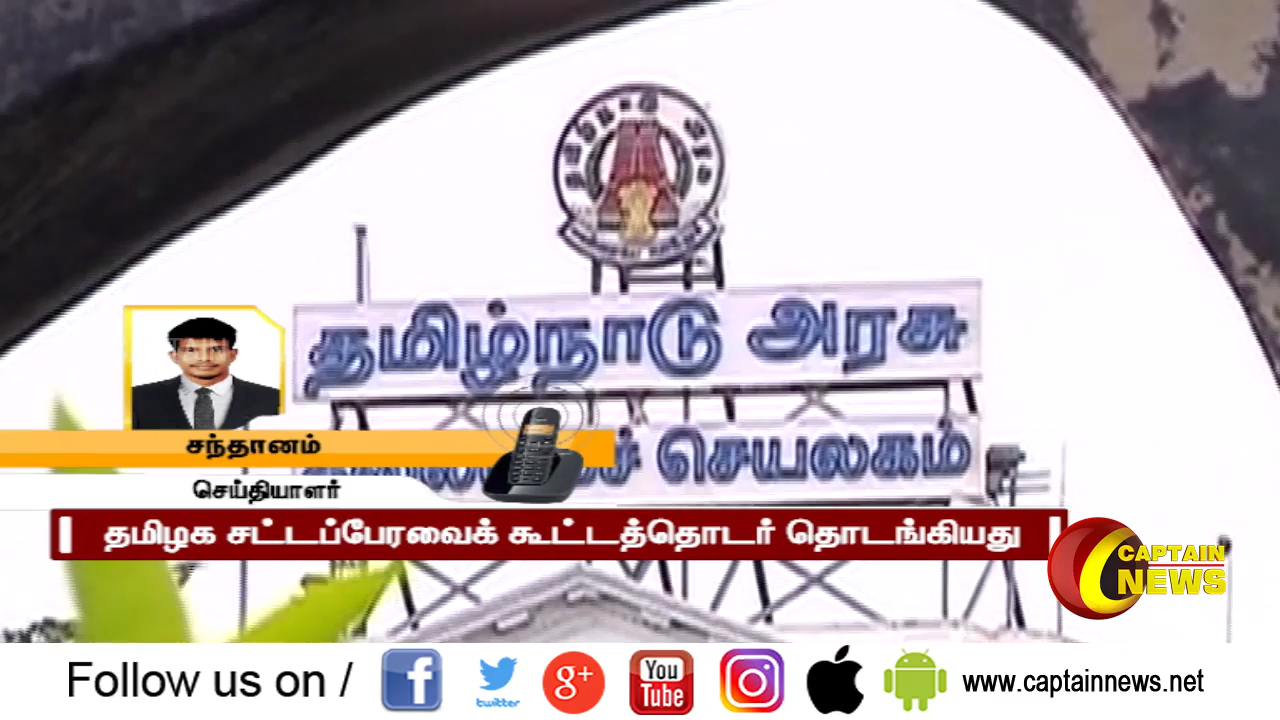 தமிழ்நாடு அரசு
செயலகம்
சந்தானம்
செய்தியாளர்
தமிழக சட்டப்பேரவைக் கூட்டத்தொடர் தொடங்கியது
CAPTAIN
NEWS
Follow us on /
twitter
g+
You
Tube
www.captainnews.net